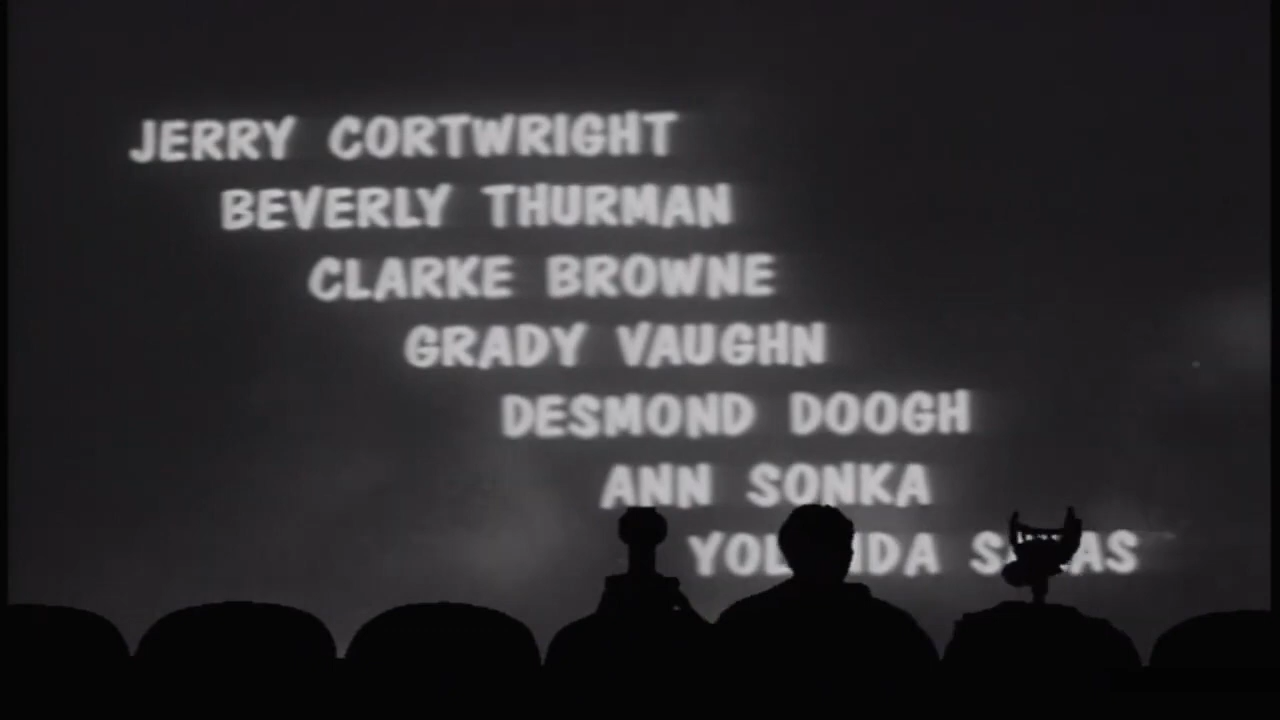 JERRY CORTWRIGHT
BEVERLY THURMAN
CLARKE BROWNE
GRADY VAUGHN
DESMOND DOOGH
ANN SONKA